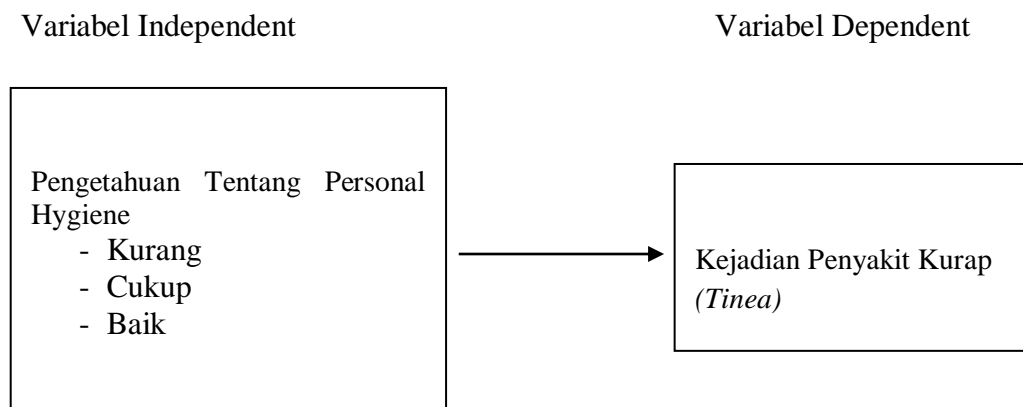 Variabel Independent
Variabel Dependent
Pengetahuan Tentang Personal
Hygiene
- Kurang
- Cukup
- Baik
Kejadian Penyakit Kurap
(Tinea)